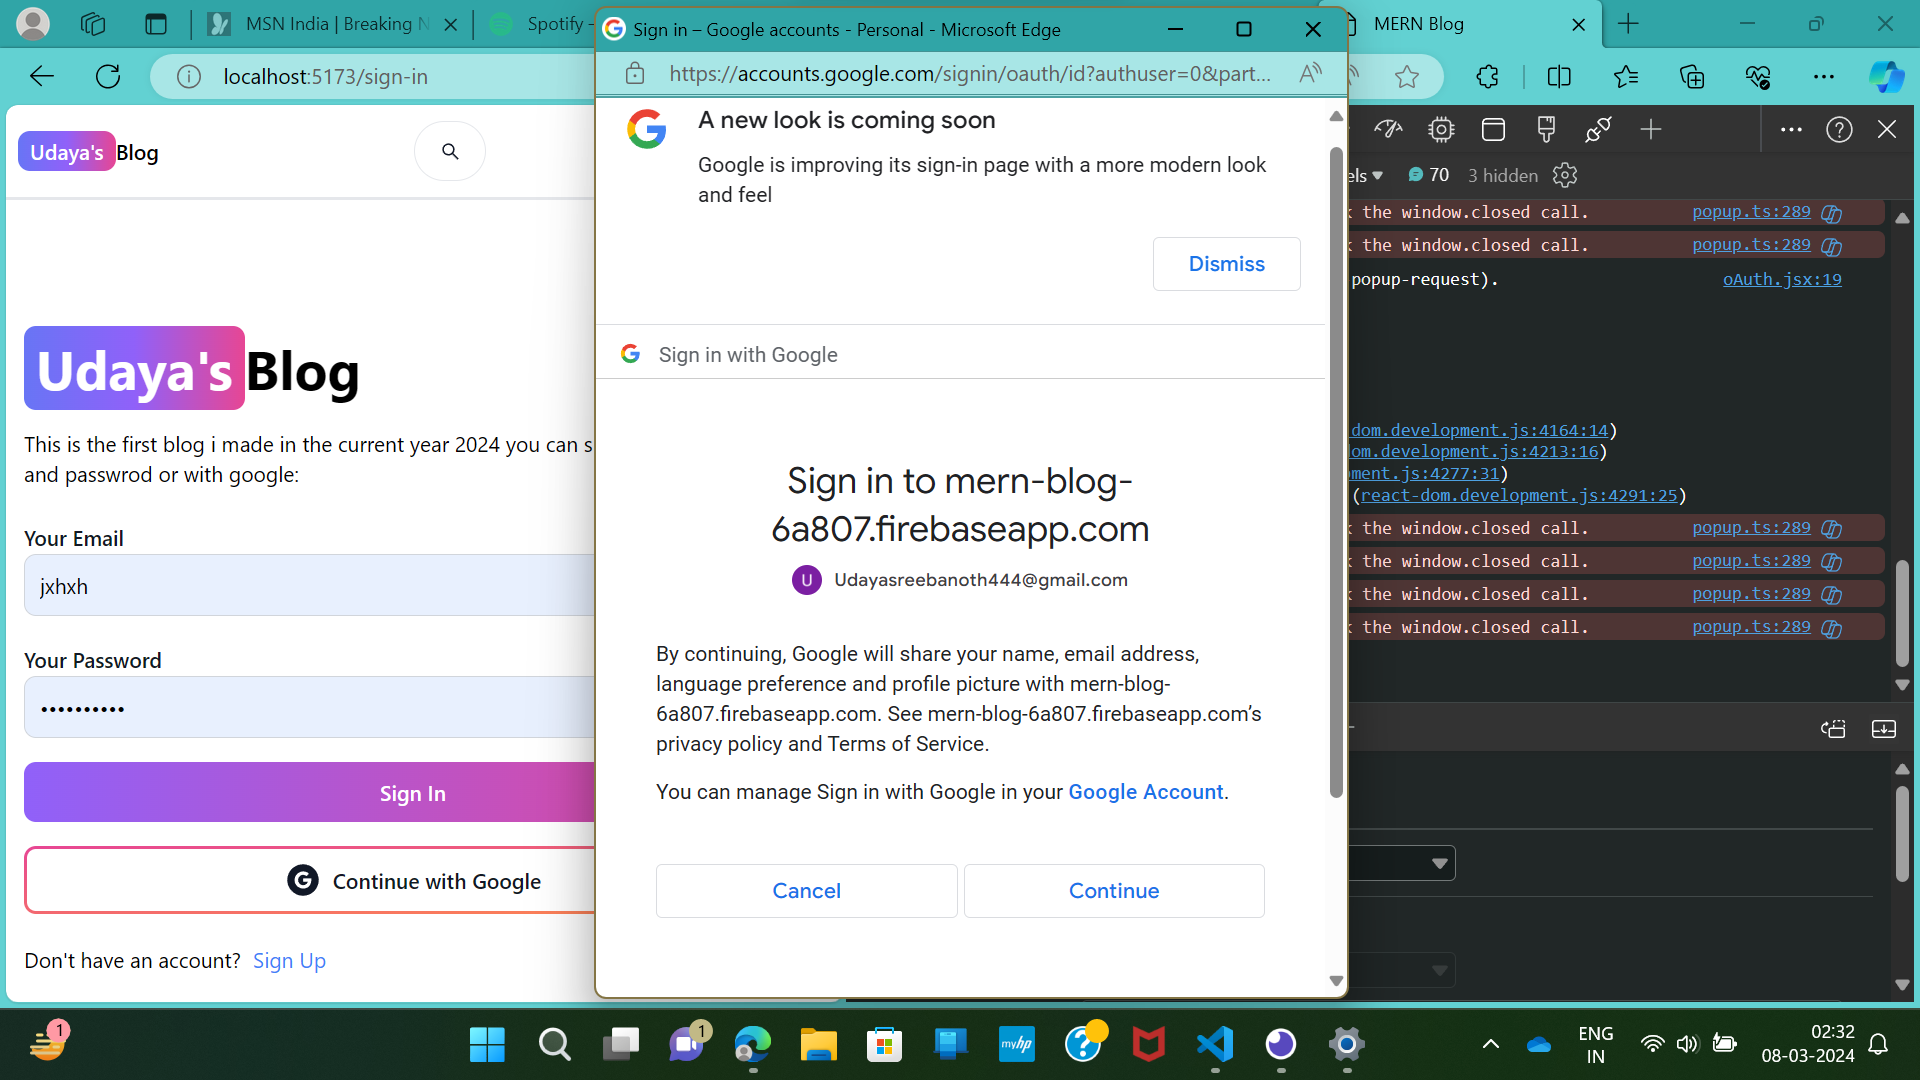 MSN India | Breaking N
Spotify -
Sign in – Google accounts - Personal - Microsoft Edge
MERN Blog
localhost:5173/sign-in
https://accounts.google.com/signin/oauth/id?authuser=0&part...
Udaya's Blog
A new look is coming soon
Google is improving its sign-in page with a more modern look
and feel
Dismiss
Sign in with Google
Sign in to mern-blog-
6a807.firebaseapp.com
U Udayasreebanoth444@gmail.com
By continuing, Google will share your name, email address,
language preference and profile picture with mern-blog-
6a807.firebaseapp.com. See mern-blog-6a807.firebaseapp.com’s
privacy policy and Terms of Service.
You can manage Sign in with Google in your Google Account.
Cancel Continue
Udaya's Blog
This is the first blog i made in the current year 2024 you can s
and passwrod or with google:
Your Email
jxhxh
Your Password
••••••••••
Sign In
Continue with Google
Don't have an account? Sign Up
els 70 3 hidden
the window.closed call. popup.ts:289
the window.closed call. popup.ts:289
popup-request). oAuth.jsx:19
dom.development.js:4164:14)
om.development.js:4213:16)
ment.js:4277:31)
(react-dom.development.js:4291:25)
the window.closed call. popup.ts:289
the window.closed call. popup.ts:289
the window.closed call. popup.ts:289
the window.closed call. popup.ts:289
1
1
myhp
ENG
IN
02:32
08-03-2024